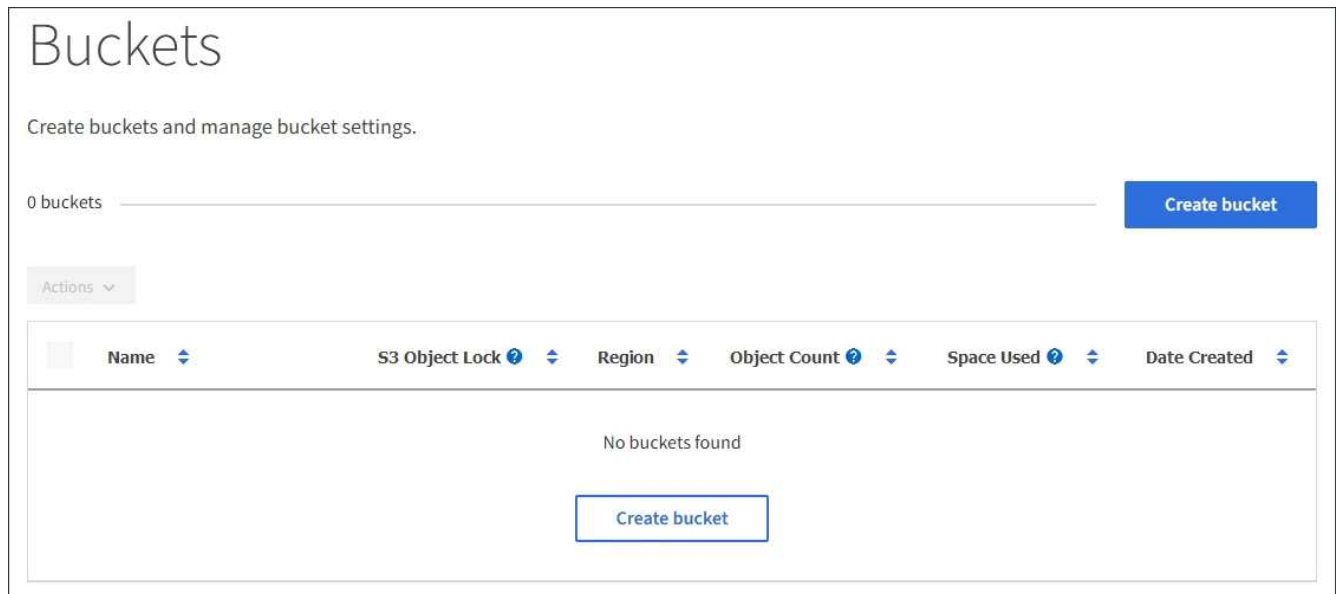 Buckets
Create buckets and manage bucket settings.
0 buckets
Create bucket
Actions
Name S3 Object Lock ? Region Object Count ? Space Used ? Date Created
No buckets found
Create bucket